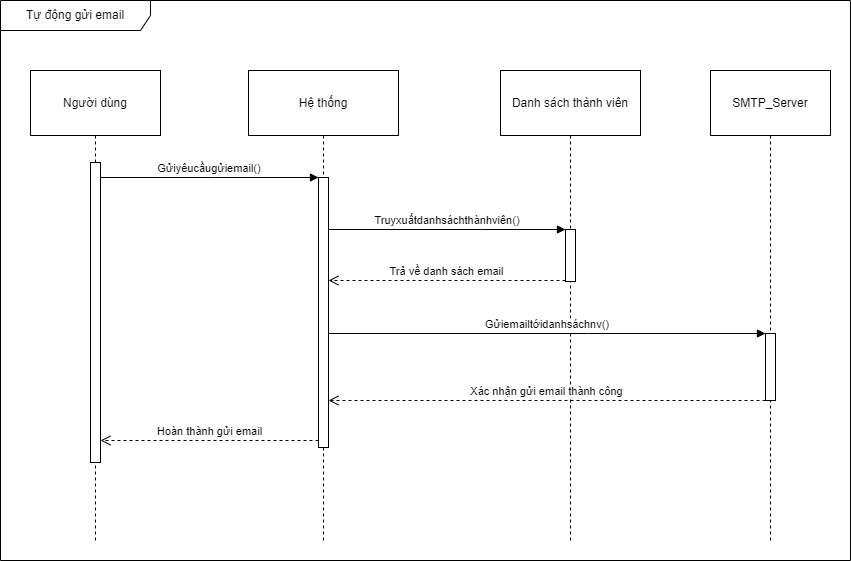 Tự động gửi email
Người dùng
Hệ thống
Danh sách thành viên
SMTP_Server
Gửiyêucầugửiemail()
Truyxuấtdanhsáchthànhviên()
Trả về danh sách email
Gửiemailtớidanhsáchnv()
Xác nhận gửi email thành công
Hoàn thành gửi email